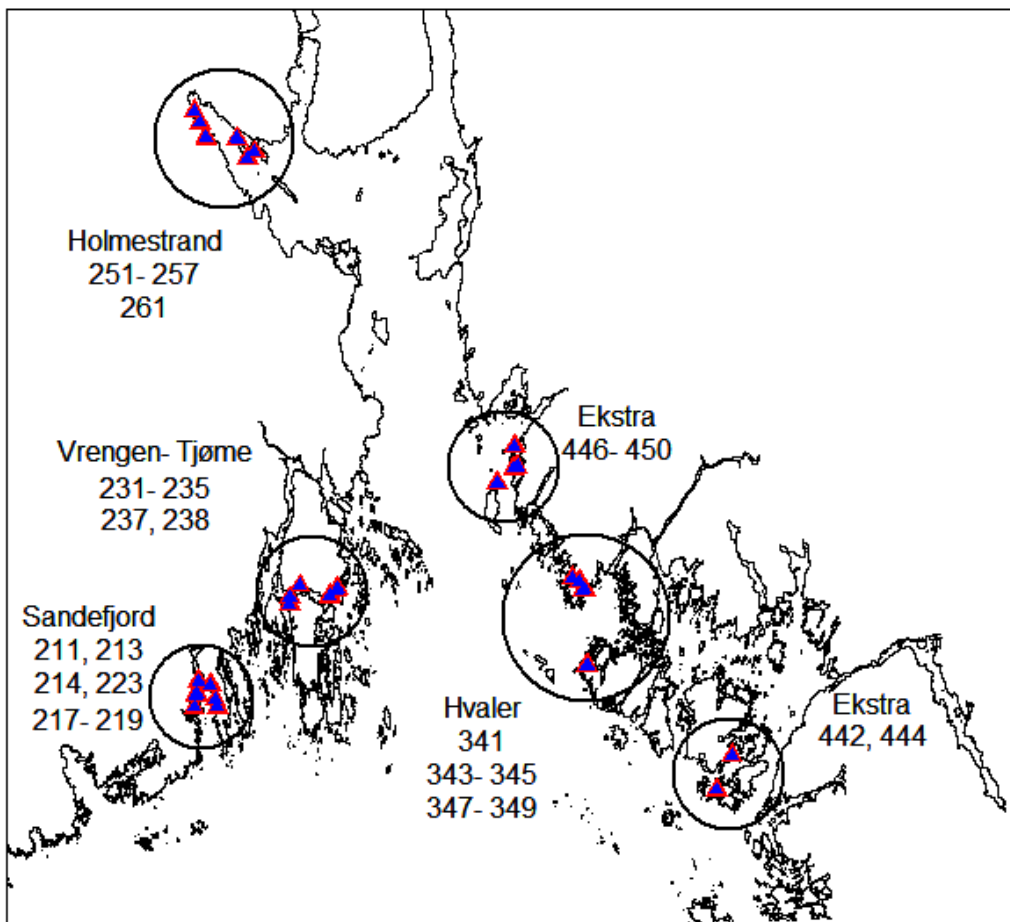 Holmestrand
251- 257
261
Ekstra
446- 450
Vrengen- Tjøme
231- 235
237, 238
Sandefjord
211, 213
214, 223
217- 219
Hvaler
341
343- 345
347- 349
Ekstra
442, 444